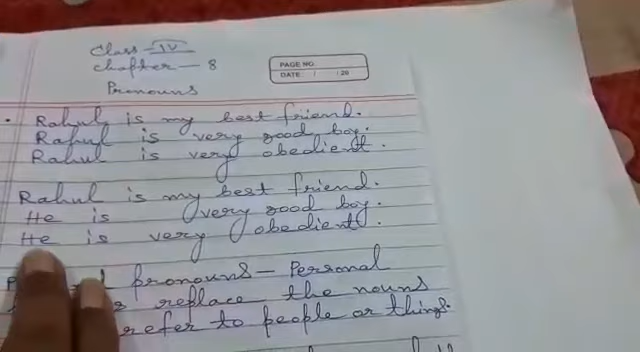 Class - IV
Chapter - 8
PAGE NO.
DATE / / 20
Pronouns
• Rahul is my best friend.
Rahul is very good boy.
Rahul is very obedient.
Rahul is my best friend.
He is very good boy.
He is very obedient.
pronouns - Personal
replace the nouns
refer to people or things.